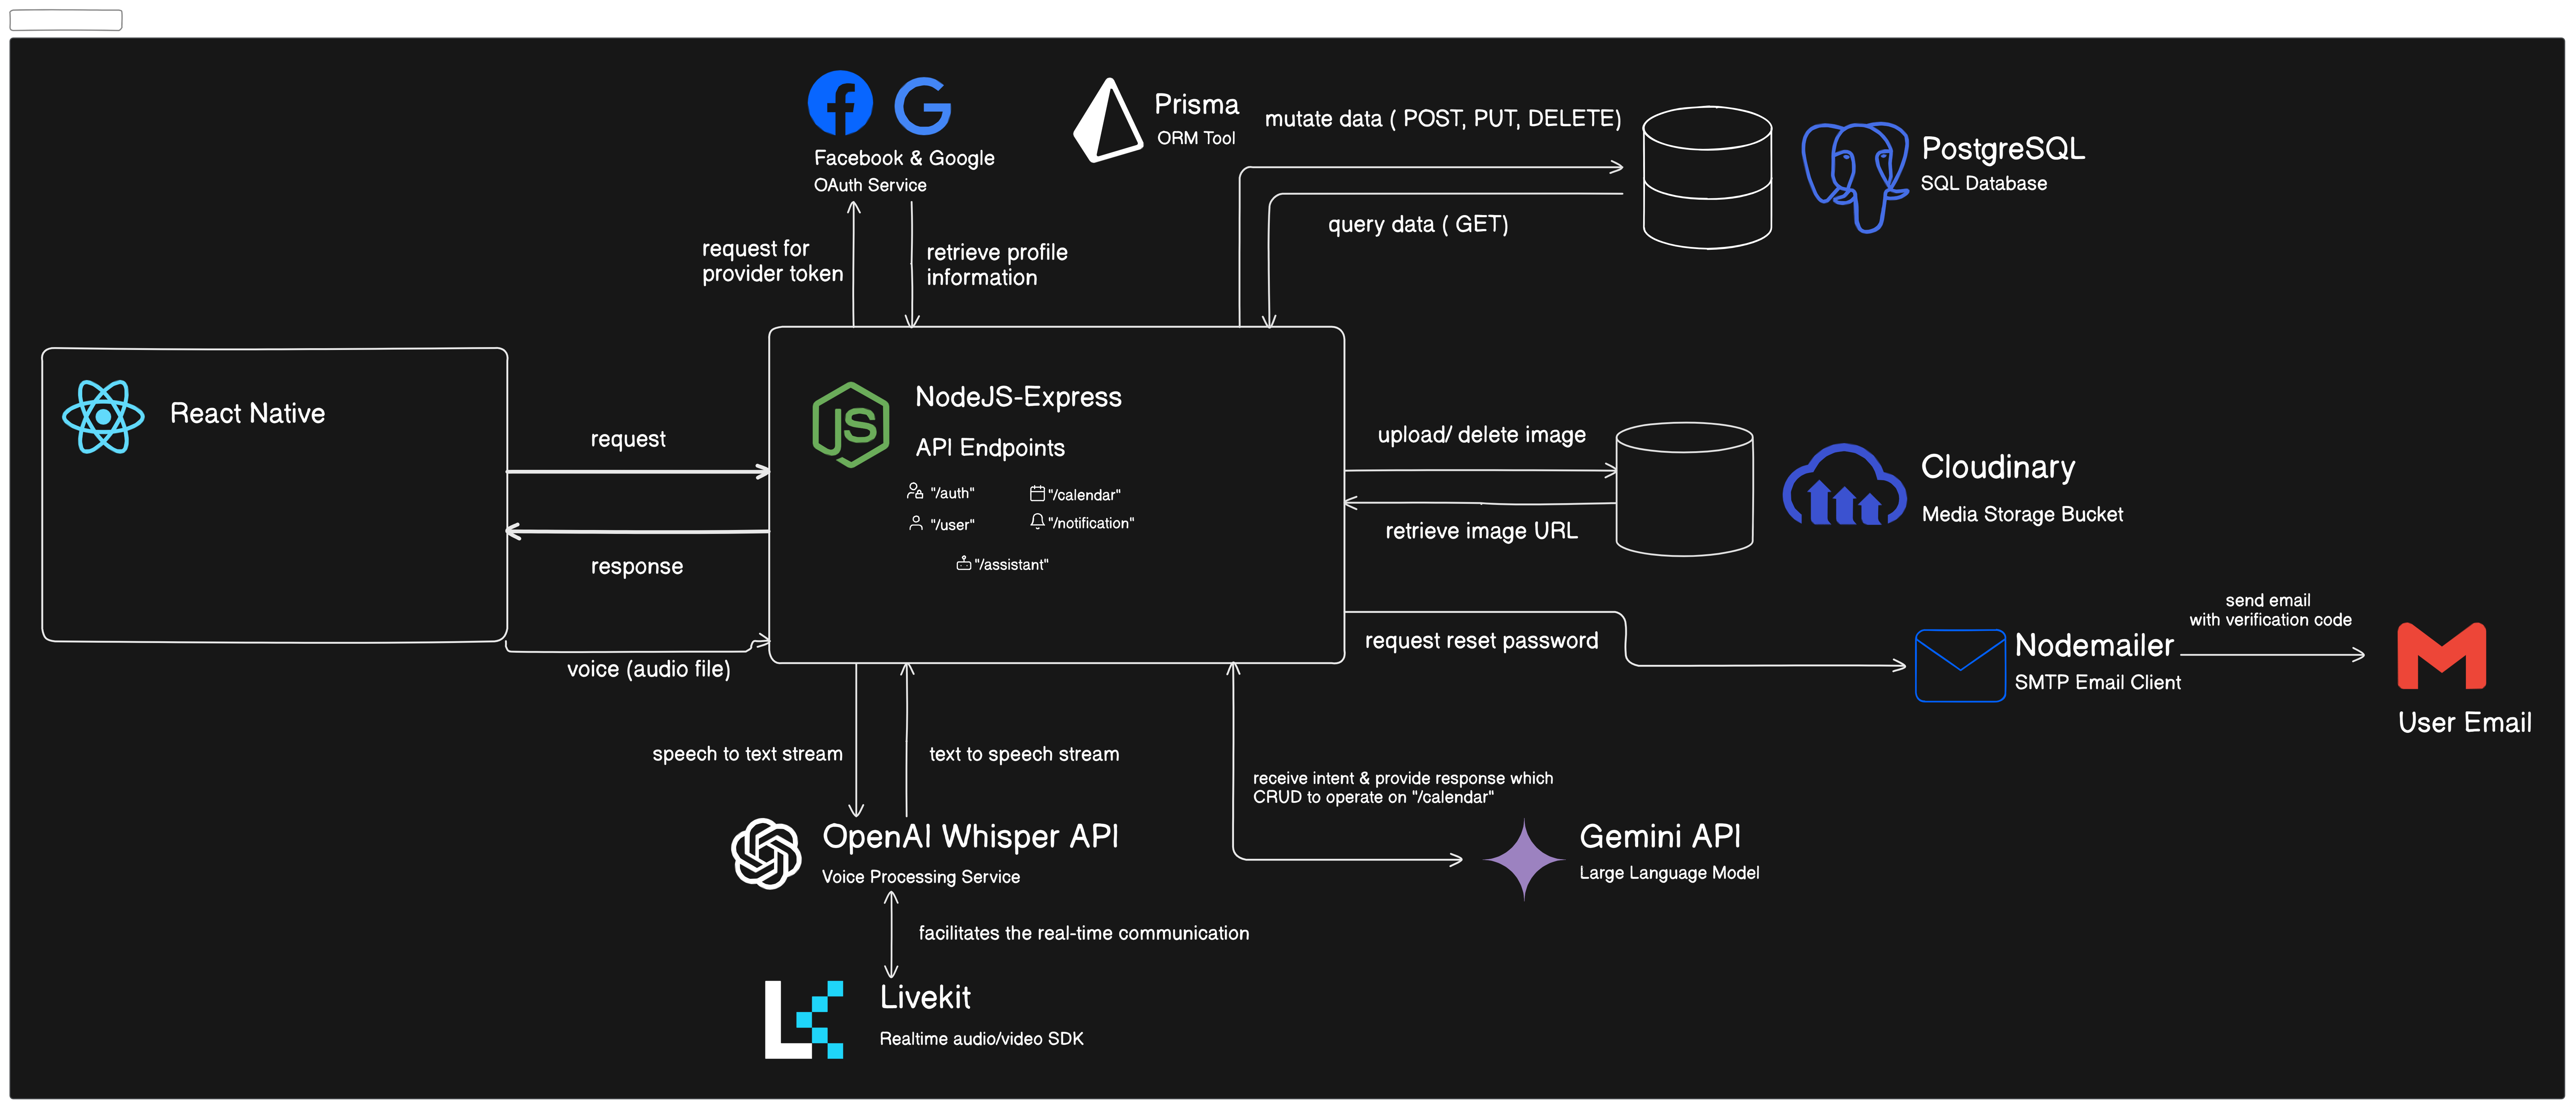 Facebook & Google
OAuth Service
request for
provider token
retrieve profile
information
Prisma
ORM Tool
mutate data ( POST, PUT, DELETE)
query data ( GET)
PostgreSQL
SQL Database
React Native
request
response
voice (audio file)
JS
NodeJS-Express
API Endpoints
"/auth"
"/calendar"
"/user"
"/notification"
"/assistant"
upload/ delete image
retrieve image URL
Cloudinary
Media Storage Bucket
request reset password
Nodemailer
SMTP Email Client
send email
with verification code
User Email
speech to text stream
text to speech stream
receive intent & provide response which
CRUD to operate on "/calendar"
OpenAI Whisper API
Voice Processing Service
Gemini API
Large Language Model
facilitates the real-time communication
Livekit
Realtime audio/video SDK